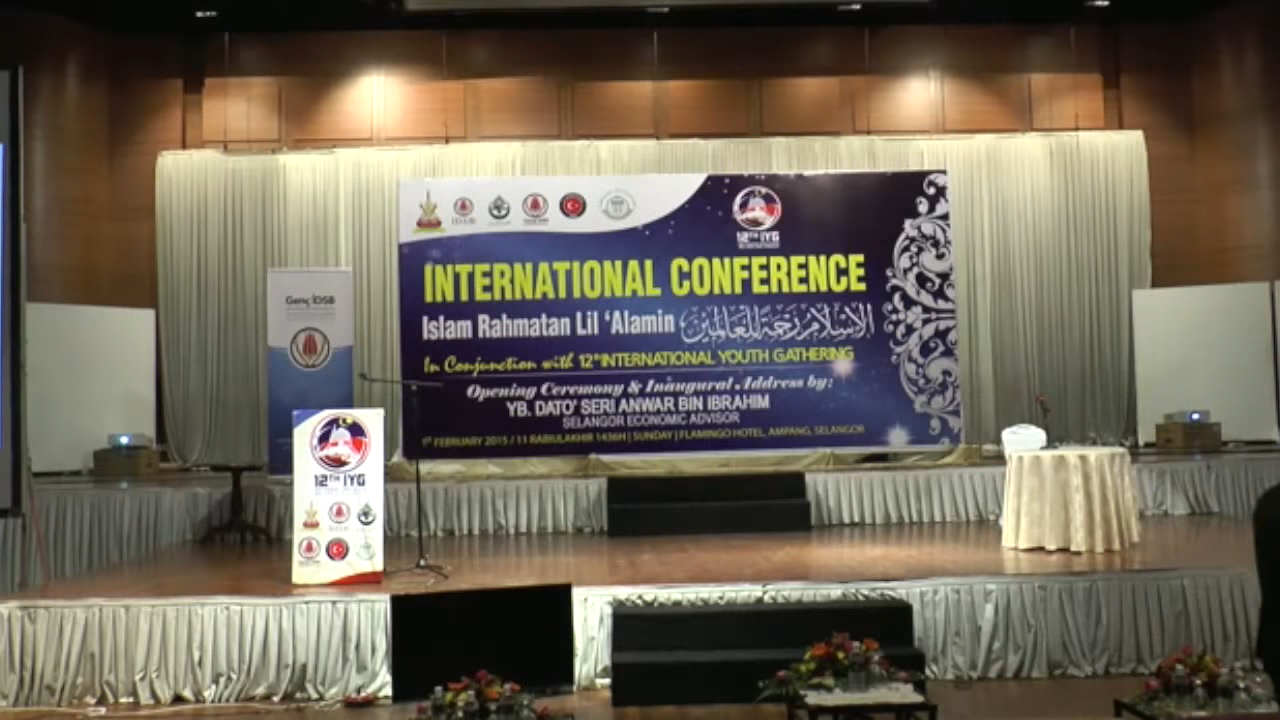 12TH IYG
INTERNATIONAL CONFERENCE
Islam Rahmatan Lil 'Alamin الإسلام رحمة للعالمين
In Conjunction with 12th INTERNATIONAL YOUTH GATHERING
Opening Ceremony & Inaugural Address by:
YB. DATO' SERI ANWAR BIN IBRAHIM
SELANGOR ECONOMIC ADVISOR
1st FEBRUARY 2015 / 11 RABIULAKHIR 1436H | SUNDAY | FLAMINGO HOTEL, AMPANG, SELANGOR
Genç İDSB
12TH IYG